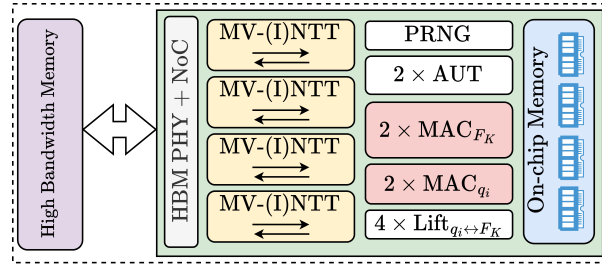 High Bandwidth Memory
HBM PHY + NoC
MV-(I)NTT
MV-(I)NTT
MV-(I)NTT
MV-(I)NTT
PRNG
2 × AUT
2 × MAC_{F_K}
2 × MAC_{q_i}
4 × Lift_{q_i↔F_K}
On-chip Memory